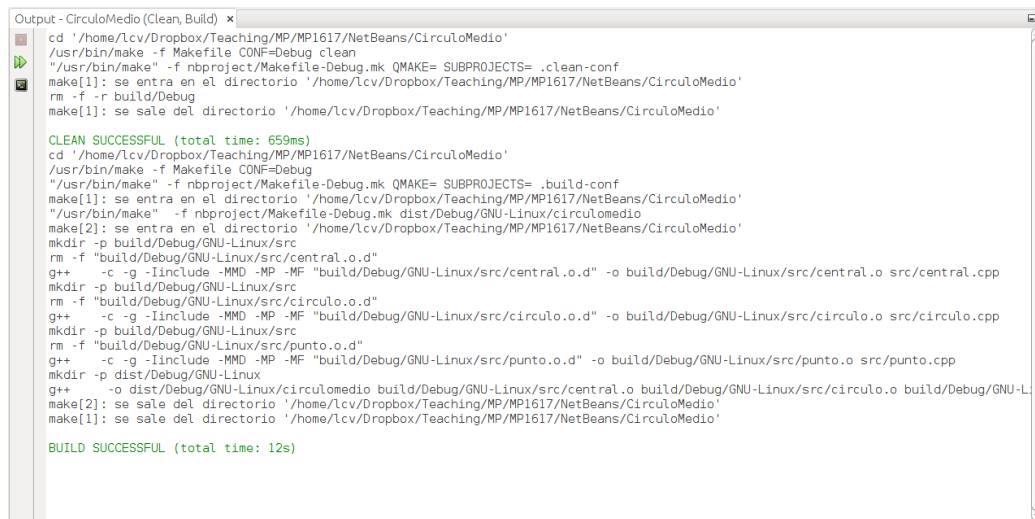 Output - CirculoMedio (Clean, Build) ×
cd '/home/lcv/Dropbox/Teaching/MP/MP1617/NetBeans/CirculoMedio'
/usr/bin/make -f Makefile CONF=Debug clean
"/usr/bin/make" -f nbproject/Makefile-Debug.mk QMAKE= SUBPROJECTS= .clean-conf
make[1]: se entra en el directorio '/home/lcv/Dropbox/Teaching/MP/MP1617/NetBeans/CirculoMedio'
rm -f -r build/Debug
make[1]: se sale del directorio '/home/lcv/Dropbox/Teaching/MP/MP1617/NetBeans/CirculoMedio'
CLEAN SUCCESSFUL (total time: 659ms)
cd '/home/lcv/Dropbox/Teaching/MP/MP1617/NetBeans/CirculoMedio'
/usr/bin/make -f Makefile CONF=Debug
"/usr/bin/make" -f nbproject/Makefile-Debug.mk QMAKE= SUBPROJECTS= .build-conf
make[1]: se entra en el directorio '/home/lcv/Dropbox/Teaching/MP/MP1617/NetBeans/CirculoMedio'
"/usr/bin/make"  -f nbproject/Makefile-Debug.mk dist/Debug/GNU-Linux/circulomedio
make[2]: se entra en el directorio '/home/lcv/Dropbox/Teaching/MP/MP1617/NetBeans/CirculoMedio'
mkdir -p build/Debug/GNU-Linux/src
rm -f "build/Debug/GNU-Linux/src/central.o.d"
g++    -c -g -Iinclude -MMD -MP -MF "build/Debug/GNU-Linux/src/central.o.d" -o build/Debug/GNU-Linux/src/central.o src/central.cpp
mkdir -p build/Debug/GNU-Linux/src
rm -f "build/Debug/GNU-Linux/src/circulo.o.d"
g++    -c -g -Iinclude -MMD -MP -MF "build/Debug/GNU-Linux/src/circulo.o.d" -o build/Debug/GNU-Linux/src/circulo.o src/circulo.cpp
mkdir -p build/Debug/GNU-Linux/src
rm -f "build/Debug/GNU-Linux/src/punto.o.d"
g++    -c -g -Iinclude -MMD -MP -MF "build/Debug/GNU-Linux/src/punto.o.d" -o build/Debug/GNU-Linux/src/punto.o src/punto.cpp
mkdir -p dist/Debug/GNU-Linux
g++     -o dist/Debug/GNU-Linux/circulomedio build/Debug/GNU-Linux/src/central.o build/Debug/GNU-Linux/src/circulo.o build/Debug/GNU-L
make[2]: se sale del directorio '/home/lcv/Dropbox/Teaching/MP/MP1617/NetBeans/CirculoMedio'
make[1]: se sale del directorio '/home/lcv/Dropbox/Teaching/MP/MP1617/NetBeans/CirculoMedio'
BUILD SUCCESSFUL (total time: 12s)